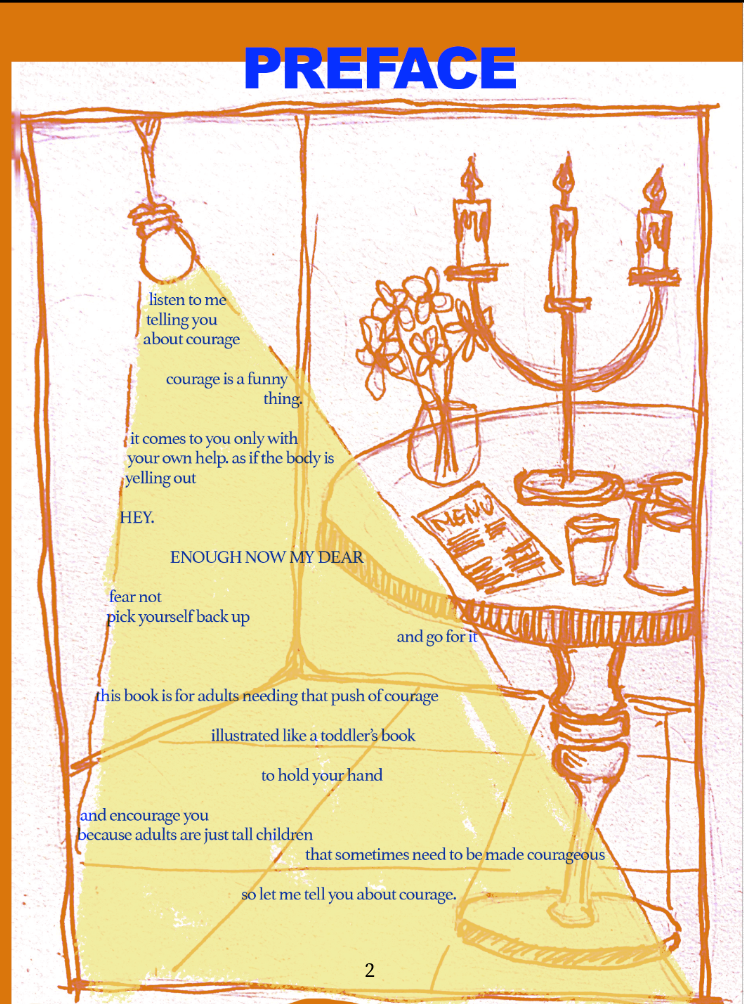 PREFACE
listen to me
telling you
about courage
courage is a funny
thing.
it comes to you only with
your own help. as if the body is
yelling out
HEY.
ENOUGH NOW MY DEAR
fear not
pick yourself back up
and go for it
this book is for adults needing that push of courage
illustrated like a toddler's book
to hold your hand
and encourage you
because adults are just tall children
that sometimes need to be made courageous
so let me tell you about courage.
MENU
2